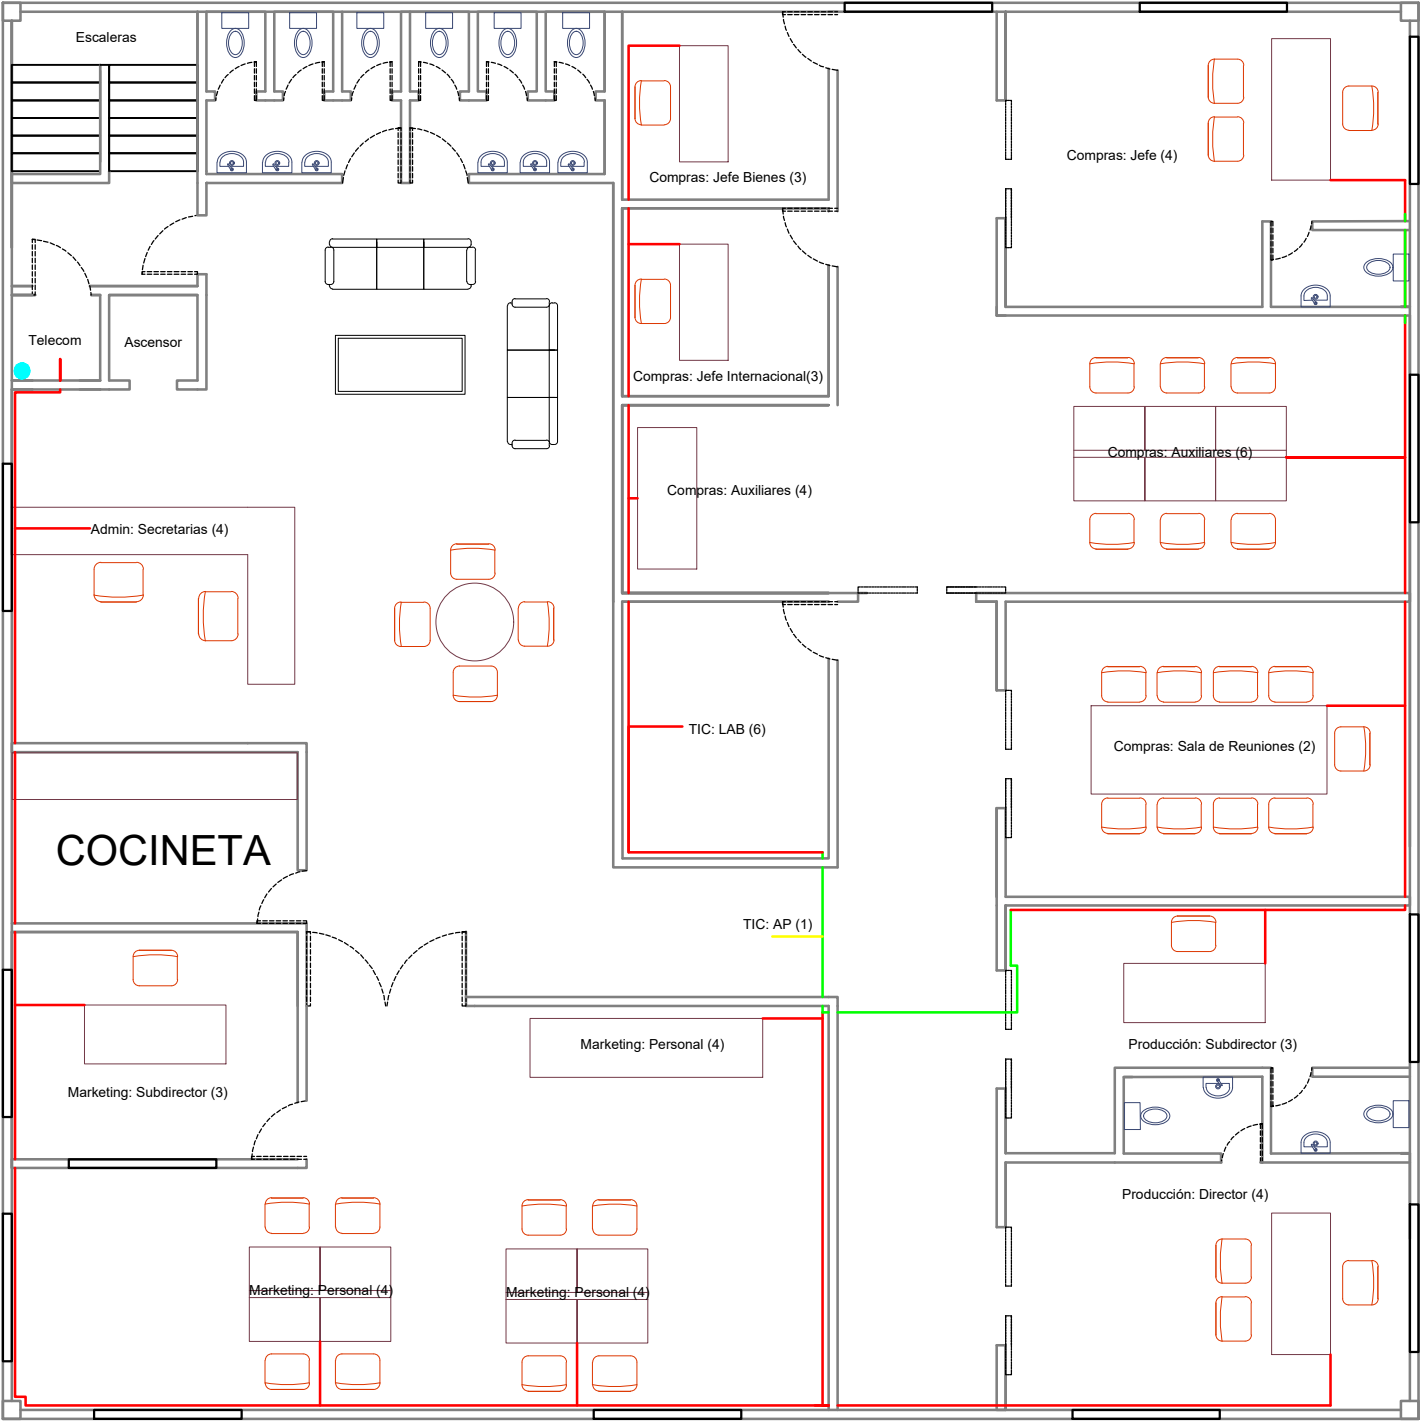 Escaleras
Compras: Jefe (4)
Compras: Jefe Bienes (3)
Telecom
Ascensor
Compras: Jefe Internacional(3)
Compras: Auxiliares (6)
Compras: Auxiliares (4)
Admin: Secretarias (4)
TIC: LAB (6)
Compras: Sala de Reuniones (2)
COCINETA
TIC: AP (1)
Marketing: Personal (4)
Producción: Subdirector (3)
Marketing: Subdirector (3)
Producción: Director (4)
Marketing: Personal (4)
Marketing: Personal (4)